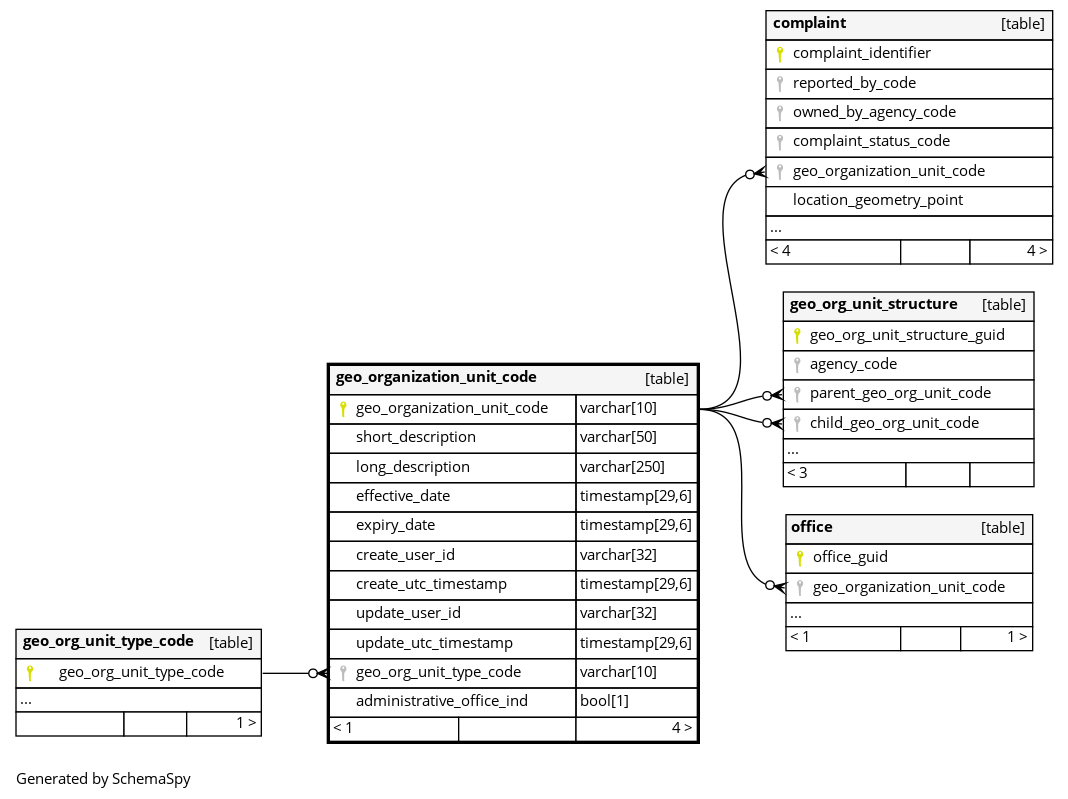 complaint [table]
complaint_identifier
reported_by_code
owned_by_agency_code
complaint_status_code
geo_organization_unit_code
location_geometry_point
...
< 4 4 >
geo_org_unit_structure [table]
geo_org_unit_structure_guid
agency_code
parent_geo_org_unit_code
child_geo_org_unit_code
...
< 3
geo_organization_unit_code [table]
geo_organization_unit_code varchar[10]
short_description varchar[50]
long_description varchar[250]
effective_date timestamp[29,6]
expiry_date timestamp[29,6]
create_user_id varchar[32]
create_utc_timestamp timestamp[29,6]
update_user_id varchar[32]
update_utc_timestamp timestamp[29,6]
geo_org_unit_type_code varchar[10]
administrative_office_ind bool[1]
< 1 4 >
office [table]
office_guid
geo_organization_unit_code
...
< 1 1 >
geo_org_unit_type_code [table]
geo_org_unit_type_code
...
1 >
Generated by SchemaSpy